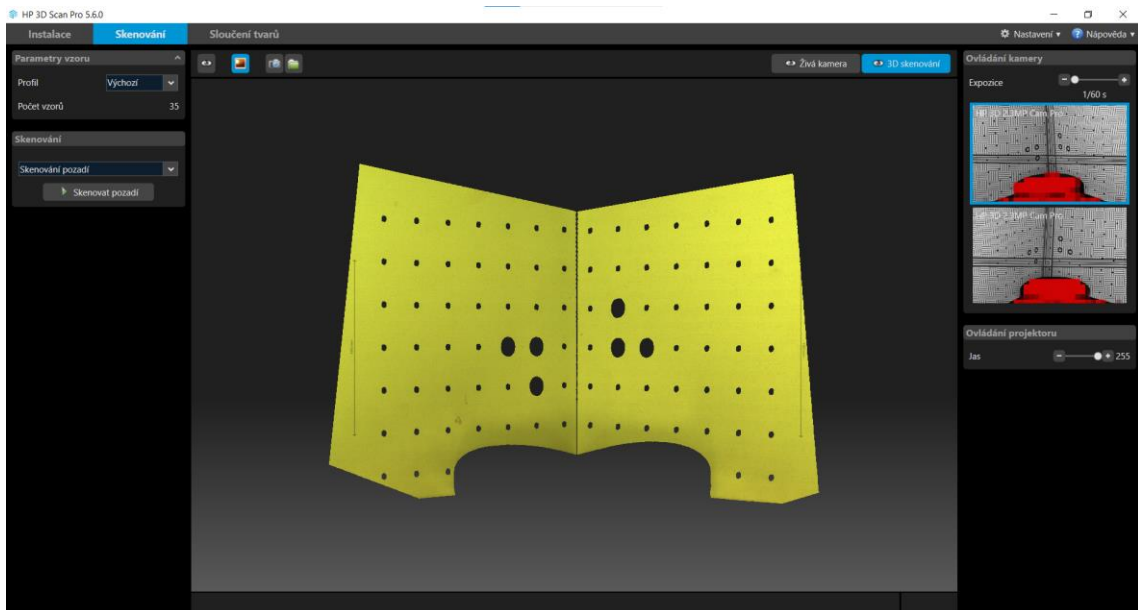 HP 3D Scan Pro 5.6.0
Instalace Skenování Sloučení tvarů Nastavení Nápověda
Parametry vzoru
Profil Výchozí
Počet vzorů 35
Skenování
Skenování pozadí
Skenovat pozadí
Živá kamera 3D skenování
Ovládání kamery
Expozice
1/60 s
HP 3D 2.3MP Cam Pro
HP 3D 2.3MP Cam Pro
Ovládání projektoru
Jas 255